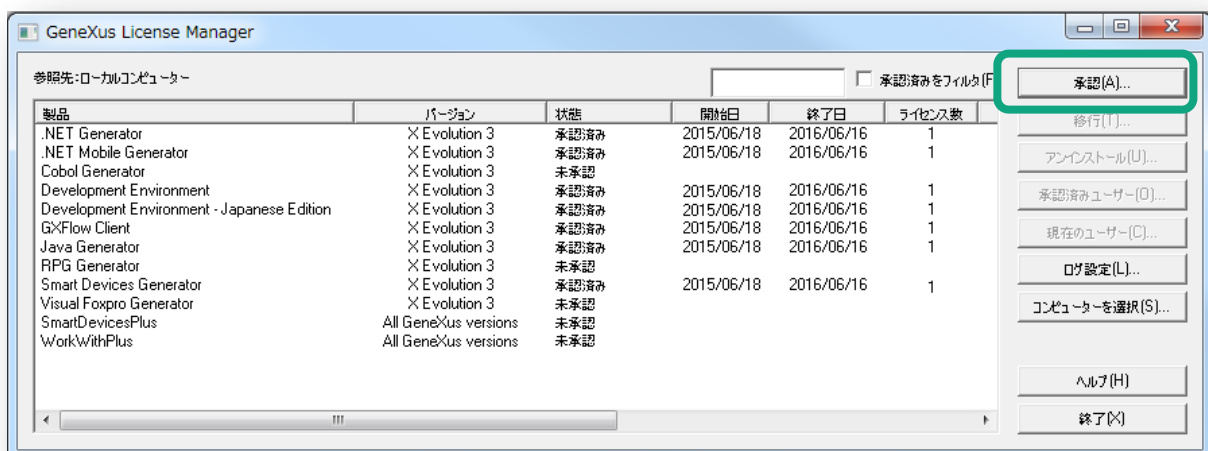 GeneXus License Manager
参照先:ローカルコンピューター
承認済みをフィルタ(F
承認(A)...
製品 バージョン 状態 開始日 終了日 ライセンス数
.NET Generator X Evolution 3 承認済み 2015/06/18 2016/06/16 1
.NET Mobile Generator X Evolution 3 承認済み 2015/06/18 2016/06/16 1
Cobol Generator X Evolution 3 未承認
Development Environment X Evolution 3 承認済み 2015/06/18 2016/06/16 1
Development Environment - Japanese Edition X Evolution 3 承認済み 2015/06/18 2016/06/16 1
GXFlow Client X Evolution 3 承認済み 2015/06/18 2016/06/16 1
Java Generator X Evolution 3 承認済み 2015/06/18 2016/06/16 1
RPG Generator X Evolution 3 未承認
Smart Devices Generator X Evolution 3 承認済み 2015/06/18 2016/06/16 1
Visual Foxpro Generator X Evolution 3 未承認
SmartDevicesPlus All GeneXus versions 未承認
WorkWithPlus All GeneXus versions 未承認
移行(T)...
アンインストール(U)...
承認済みユーザー(O)...
現在のユーザー(C)...
ログ設定(L)...
コンピューターを選択(S)...
ヘルプ(H)
終了(X)